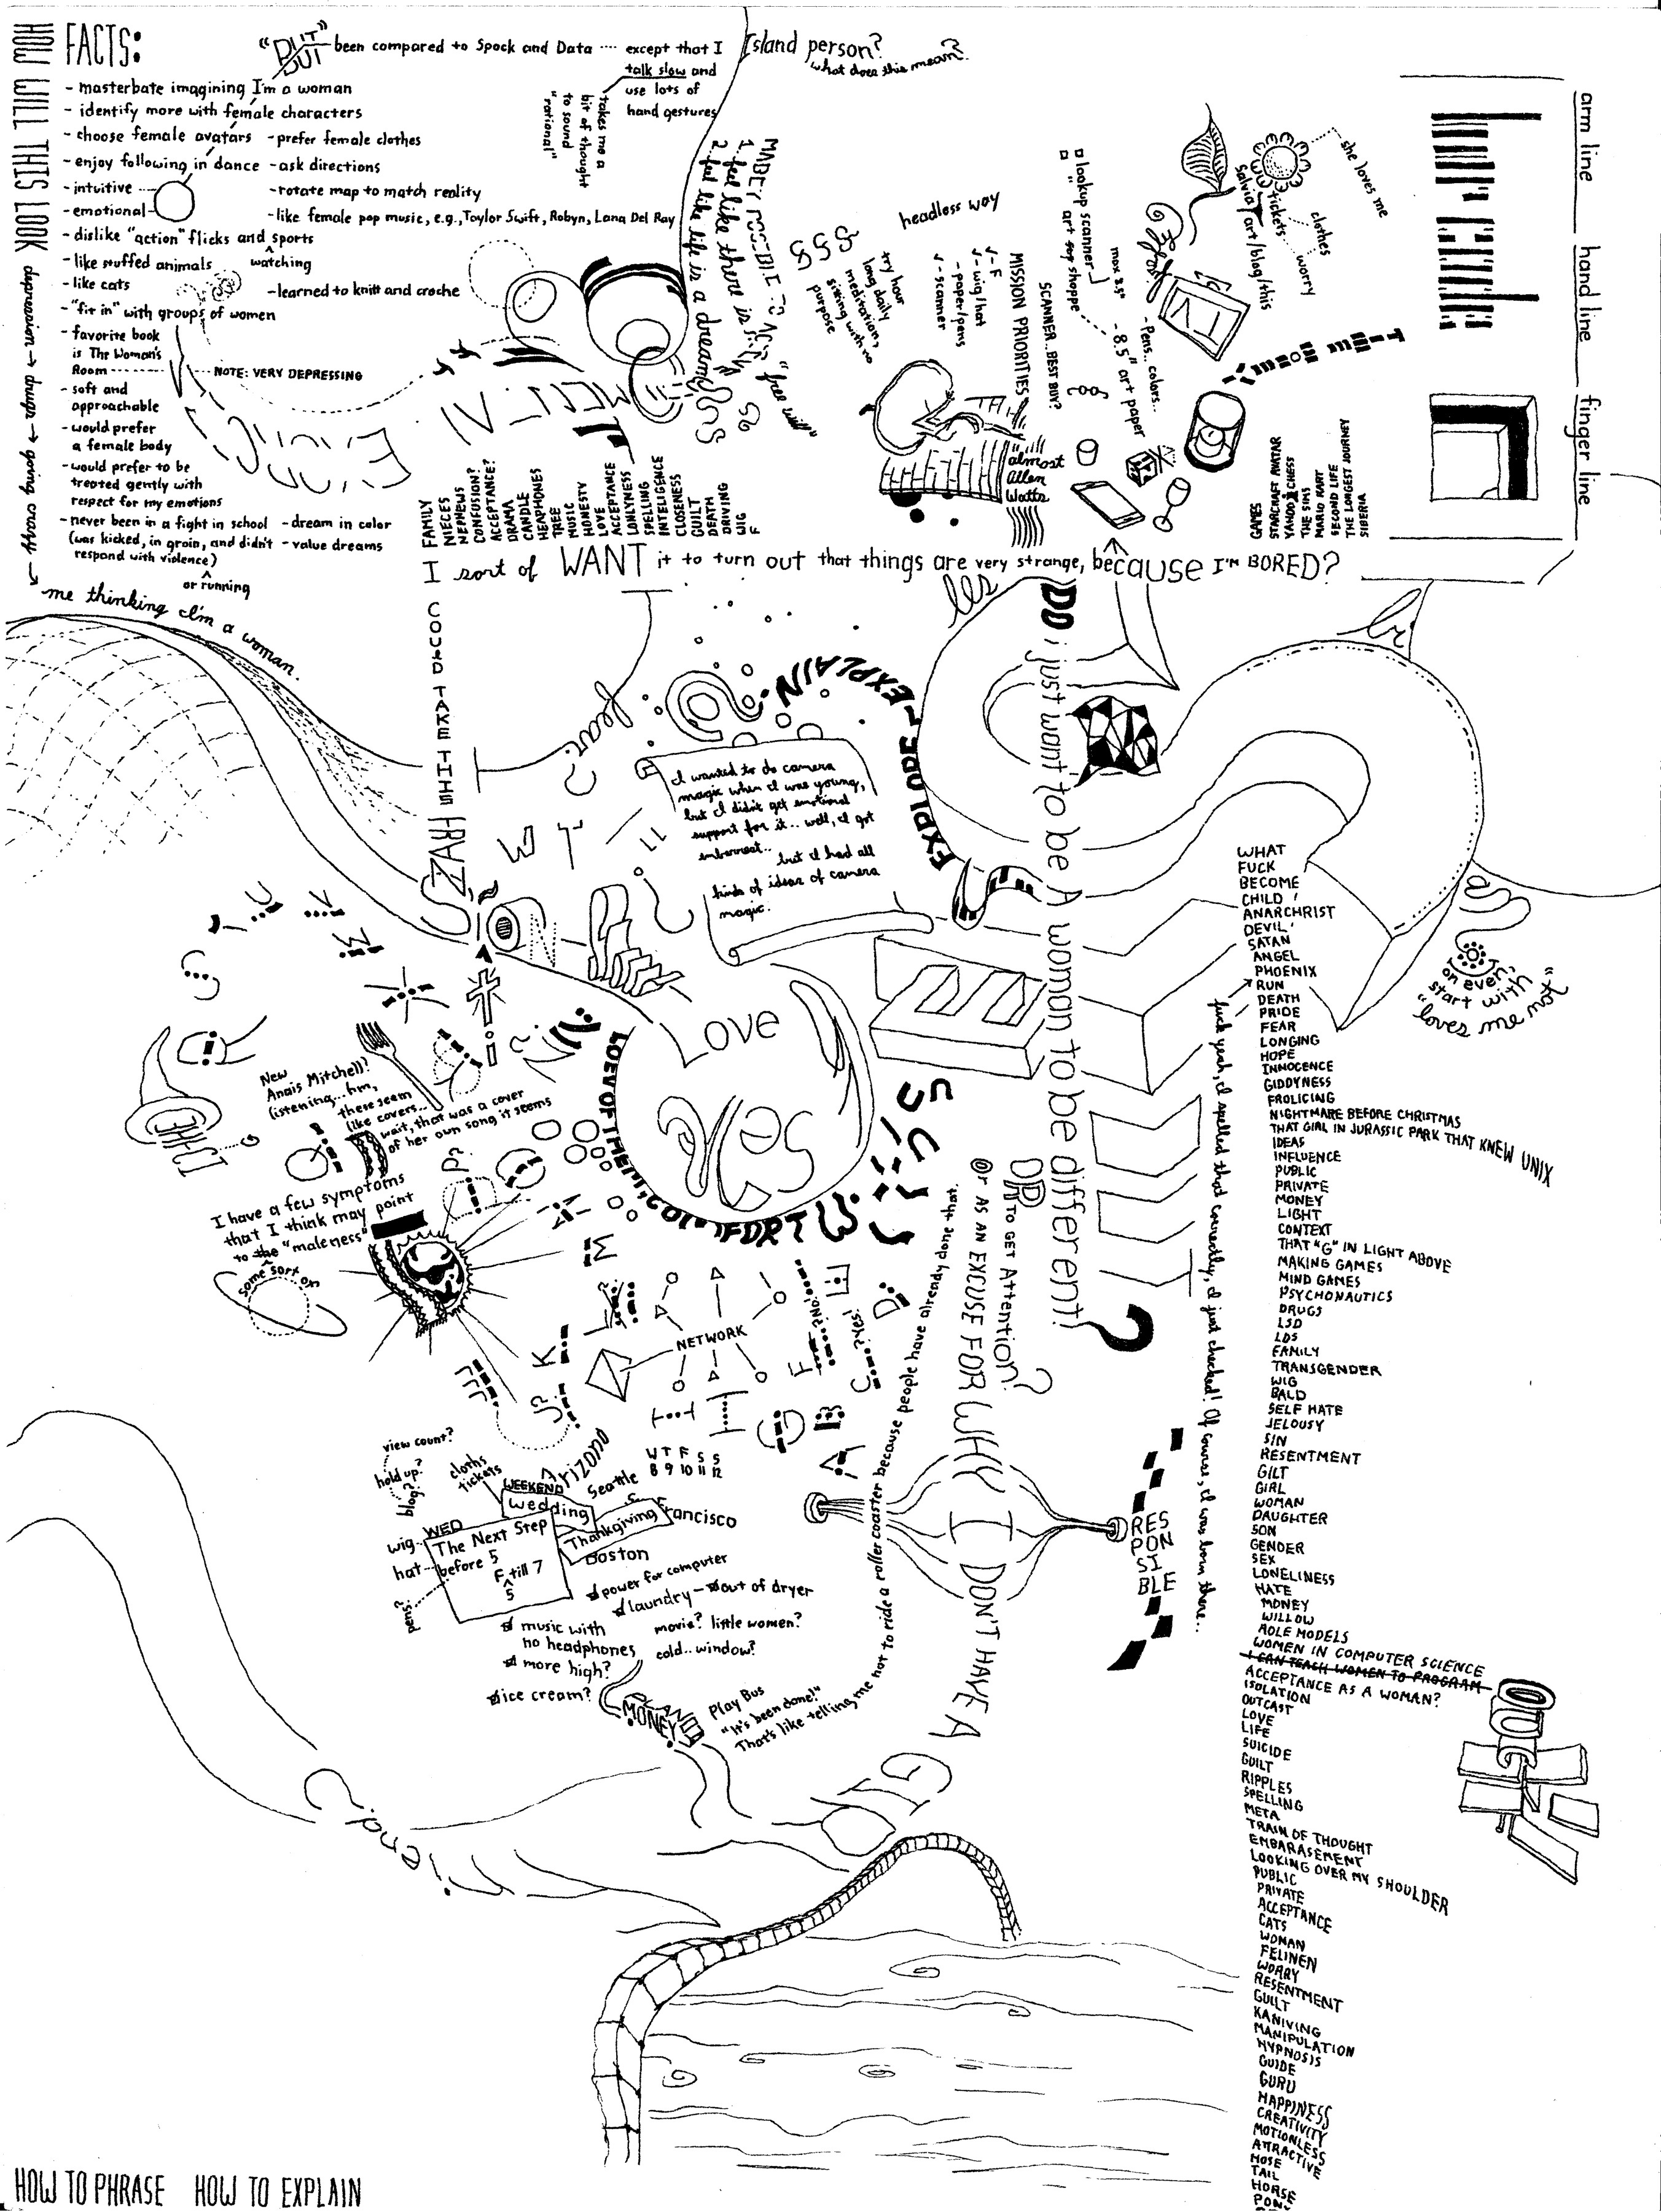 HOW WILL THIS LOOK
depression → drugs → going crazy →
me thinking I'm a woman.
FACTS:
- masterbate imagining I'm a woman
- identify more with female characters
- choose female avatars - prefer female clothes
- enjoy following in dance - ask directions
- intuitive
- rotate map to match reality
- emotional
- like female pop music, e.g., Taylor Swift, Robyn, Lana Del Ray
- dislike "action" flicks and sports
watching
- like stuffed animals
- like cats
- learned to knitt and croche
- "fit in" with groups of women
- favorite book
is The Woman's
Room
NOTE: VERY DEPRESSING
- soft and
approachable
- would prefer
a female body
- would prefer to be
treated gently with
respect for my emotions
- never been in a fight in school
(was kicked, in groin, and didn't
respond with violence)
or running
- dream in color
- value dreams
"BUT"
been compared to Spock and Data .... except that I
talk slow and
use lots of
hand gestures
takes me a
bit of thought
to sound
"rational"
Island person?
what does this mean?
1. feel like there is
2. feel like life is a dream
"free will"
headless way
try hour
long daily
meditation,
sitting with no
purpose
MISSION PRIORITIES
✓- F
✓- wig/hat
- paper/pens
✓- scanner
SCANNER..BEST BUY?
lookup scanner
art shoppe
max 8.5"
- Pens.. colors..
- 8.5" art paper
she loves me
Salvia
tickets
clothes
worry
art/blog/this
arm line
hand line
finger line
"almost
Allen
Watts
GAMES
STARCRAFT AVATAR
YAHOO CHESS
THE SIMS
MARIO KART
SECOND LIFE
THE LONGEST JOURNEY
SIBERIA
FAMILY
NIECES
NEPHEWS
CONFUSION?
ACCEPTANCE?
DRAMA
CANDLE
HEADPHONES
TREE
MUSIC
HONESTY
LOVE
ACCEPTANCE
LONLYNESS
SPELLING
INTELIGENCE
CLOSENESS
GUILT
DEATH
DRIVING
WIG
F
I sort of WANT it to turn out that things are very strange, because I'M BORED?
I COULD TAKE THIS
fear?
EXPLORE-EXPLAIN
I wanted to do camera
magic when I was young,
but I didn't get emotional
support for it.. well, I got
embarreset..
but I had all
kinds of ideas of camera
magic.
DO i just want to be A woman to be different?
OR TO GET Attention?
Or AS AN EXCUSE FOR WHY I DON'T HAVE A
Love
COMFORT
on even,
start with
"loves me not"
New
Anais Mitchell?
listening...hm,
these seem
like covers...
wait, that was a cover
of her own song it seems
I have a few symptoms
that I think may point
to the "maleness"
Some sort on
NETWORK
view count?
hold up?
blog?
cloths
tickets
WEEKEND
Wedding
Arizona
Seattle
W T F S S
8 9 10 11 12
Francisco
Thankgiving
Boston
WED
The Next Step
before 5
F till 7
5
wig
hat
pens?
power for computer
laundry - out of dryer
music with
no headphones
movie? little women?
more high?
cold.. window?
ice cream?
MONEY
Play Bus
"It's been done!"
That's like telling me not to ride a roller coaster because people have already done that.
RES
PON
SI
BLE
fuck yeah, I spelled that correctly, I just checked! Of course, I was born there...
WHAT
FUCK
BECOME
CHILD
ANARCHRIST
DEVIL
SATAN
ANGEL
PHOENIX
RUN
DEATH
PRIDE
FEAR
LONGING
HOPE
INNOCENCE
GIDDYNESS
FROLICING
NIGHTMARE BEFORE CHRISTMAS
THAT GIRL IN JURASSIC PARK THAT KNEW UNIX
IDEAS
INFLUENCE
PUBLIC
PRIVATE
MONEY
LIGHT
CONTEXT
THAT "G" IN LIGHT ABOVE
MAKING GAMES
MIND GAMES
PSYCHONAUTICS
DRUGS
LSD
LDS
FAMILY
TRANSGENDER
WIG
BALD
SELF HATE
JELOUSY
SIN
RESENTMENT
GILT
GIRL
WOMAN
DAUGHTER
SON
GENDER
SEX
LONELINESS
HATE
MONEY
WILLOW
ROLE MODELS
WOMEN IN COMPUTER SCIENCE
I CAN TEACH WOMEN TO PROGRAM
ACCEPTANCE AS A WOMAN?
ISOLATION
OUTCAST
LOVE
LIFE
SUICIDE
GUILT
RIPPLES
SPELLING
META
TRAIN OF THOUGHT
EMBARASEMENT
LOOKING OVER MY SHOULDER
PUBLIC
PRIVATE
ACCEPTANCE
CATS
WOMAN
FELINEN
WORRY
RESENTMENT
GUILT
KANIVING
MANIPULATION
HYPNOSIS
GUIDE
GURU
HAPPINESS
CREATIVITY
MOTIONLESS
ATTRACTIVE
NOSE
TAIL
HORSE
PONY
HOW TO PHRASE HOW TO EXPLAIN